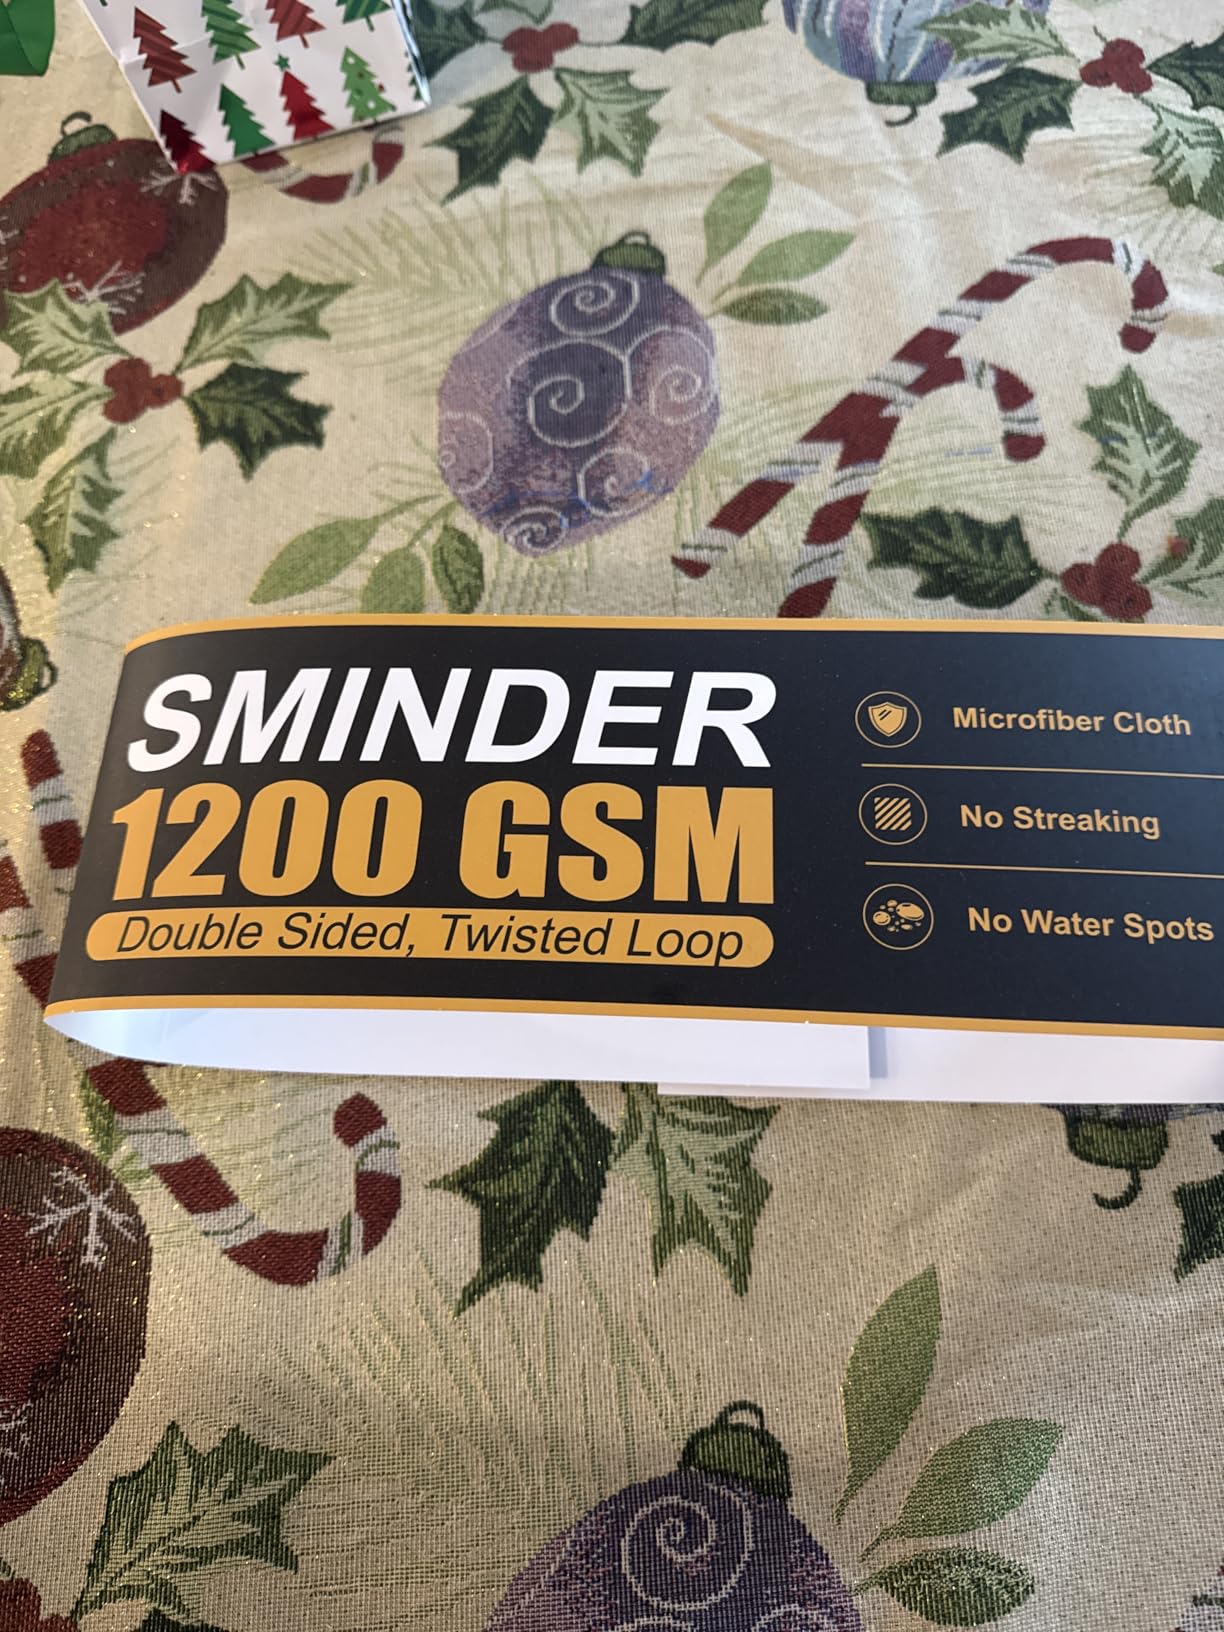 SMINDER
1200 GSM
Double Sided, Twisted Loop
Microfiber Cloth
No Streaking
No Water Spots